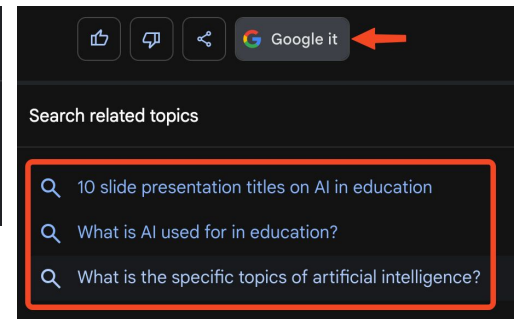 Google it
Search related topics
10 slide presentation titles on AI in education
What is AI used for in education?
What is the specific topics of artificial intelligence?